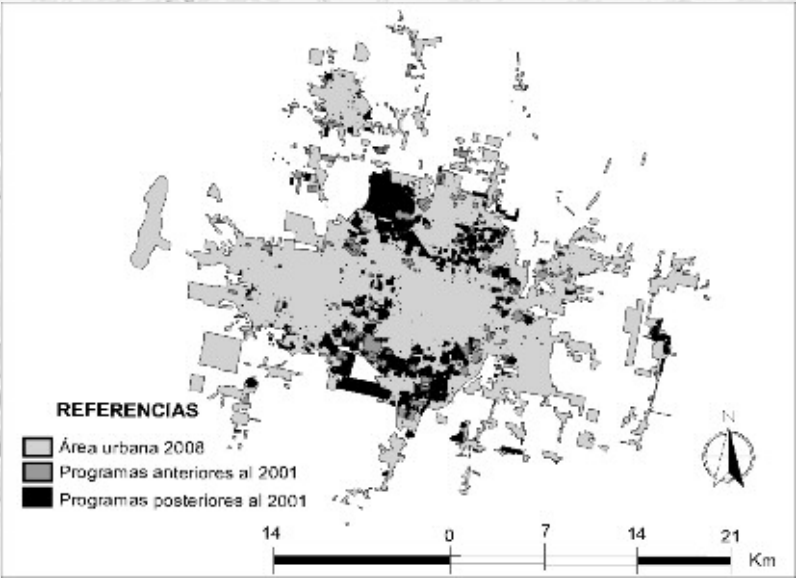 REFERENCIAS
Área urbana 2008
Programas anteriores al 2001
Programas posteriores al 2001
N
14 0 7 14 21
Km